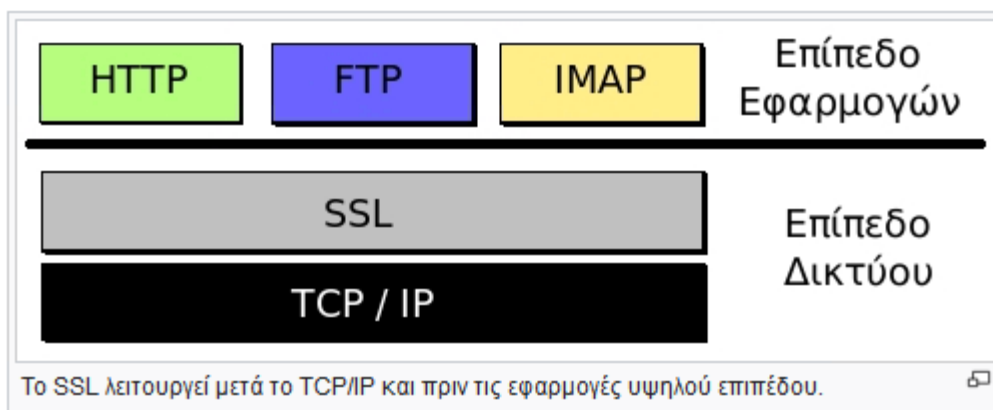 HTTP FTP IMAP
Επίπεδο
Εφαρμογών
SSL
TCP / IP
Επίπεδο
Δικτύου
Το SSL λειτουργεί μετά το TCP/IP και πριν τις εφαρμογές υψηλού επιπέδου.